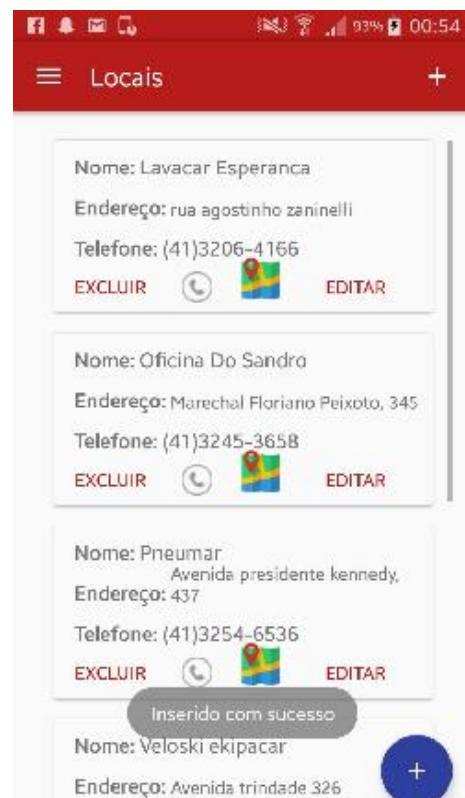 93% 00:54
Locais +
Nome: Lavacar Esperanca
Endereço: rua agostinho zaninelli
Telefone: (41)3206-4166
EXCLUIR EDITAR
Nome: Oficina Do Sandro
Endereço: Marechal Floriano Peixoto, 345
Telefone: (41)3245-3658
EXCLUIR EDITAR
Nome: Pneumar
Endereço: Avenida presidente kennedy,
437
Telefone: (41)3254-6536
EXCLUIR EDITAR
Inserido com sucesso
Nome: Veloski ekipacar
Endereço: Avenida trindade 326
+